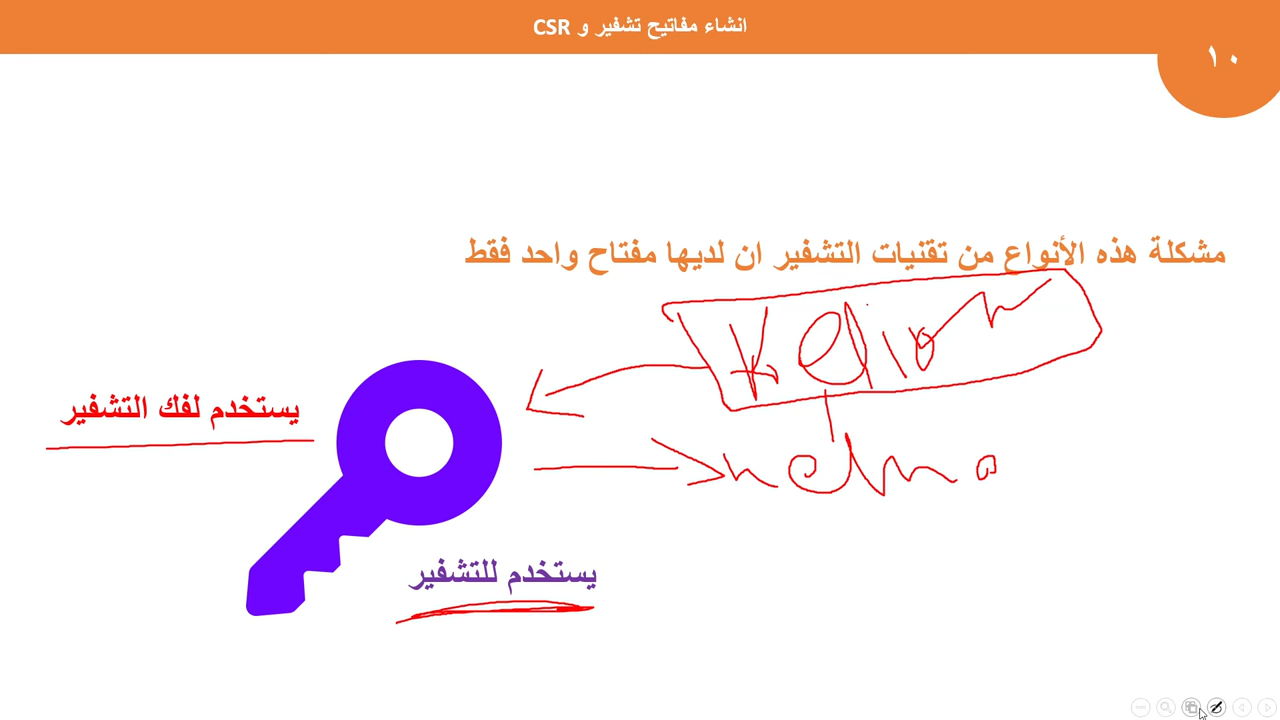 انشاء مفاتيح تشفير و CSR
١٠
مشكلة هذه الأنواع من تقنيات التشفير ان لديها مفتاح واحد فقط
يستخدم لفك التشفير
يستخدم للتشفير